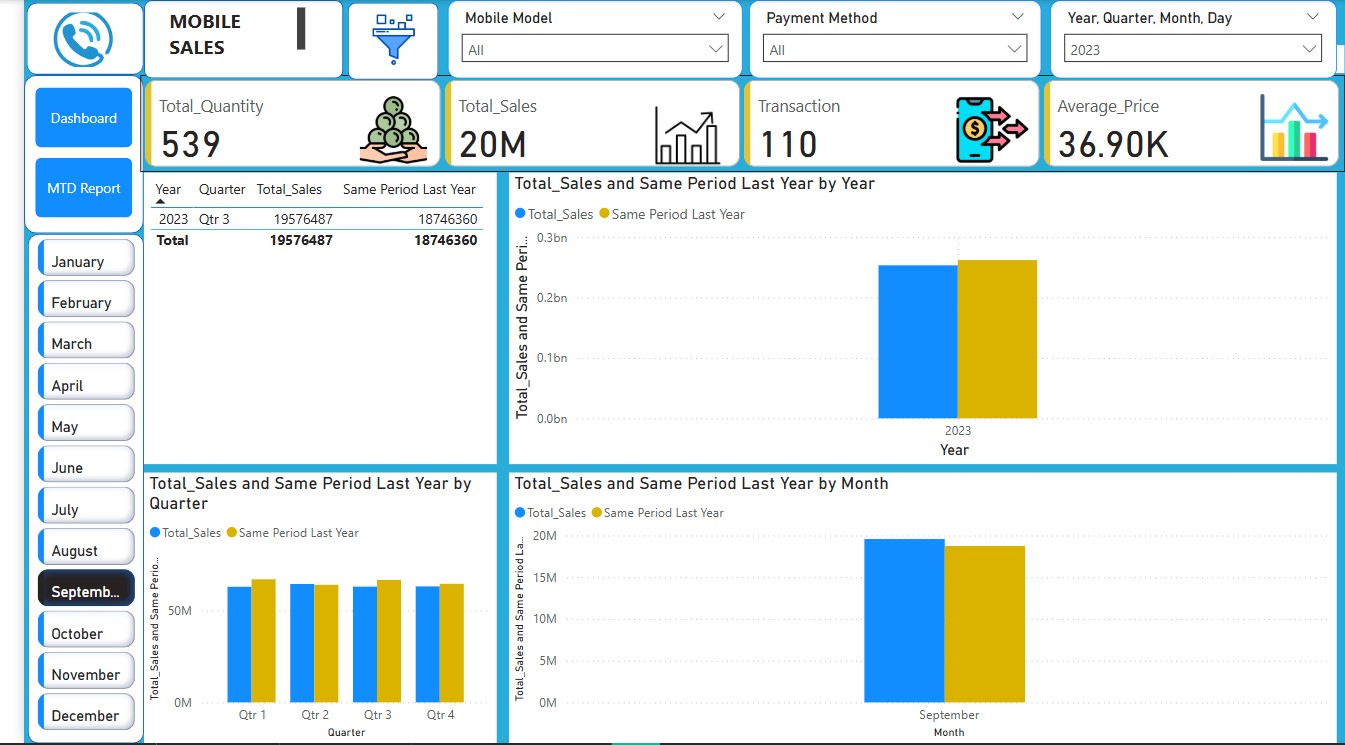 MOBILE
SALES
Mobile Model
All
Payment Method
All
Year, Quarter, Month, Day
2023
Dashboard
MTD Report
Total_Quantity
539
Total_Sales
20M
Transaction
110
Average_Price
36.90K
$
January
February
March
April
May
June
July
August
Septemb...
October
November
December
Year Quarter Total_Sales Same Period Last Year
2023 Qtr 3 19576487 18746360
Total 19576487 18746360
Total_Sales and Same Period Last Year by Year
Total_Sales Same Period Last Year
Total_Sales and Same Peri...
0.3bn
0.2bn
0.1bn
0.0bn
2023
Year
Total_Sales and Same Period Last Year by
Quarter
Total_Sales Same Period Last Year
Total_Sales and Same Perio...
50M
0M
Qtr 1 Qtr 2 Qtr 3 Qtr 4
Quarter
Total_Sales and Same Period Last Year by Month
Total_Sales Same Period Last Year
Total_Sales and Same Period La...
20M
15M
10M
5M
0M
September
Month